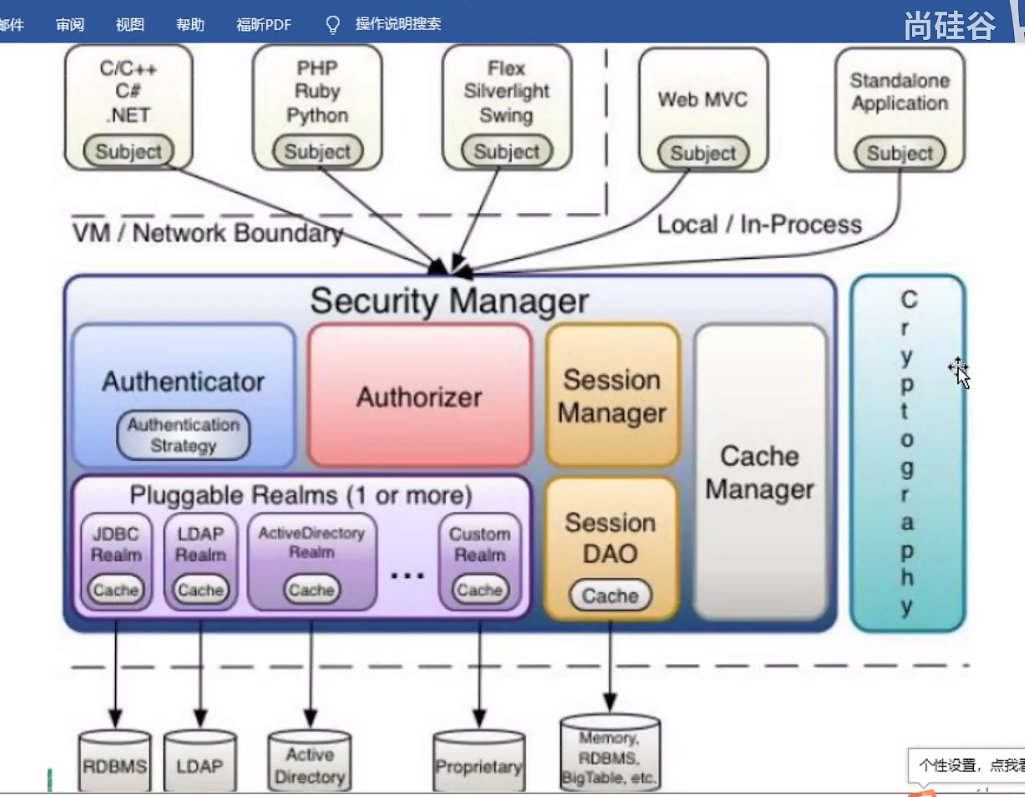 邮件 审阅 视图 帮助 福昕PDF 操作说明搜索
尚硅谷
C/C++
C#
.NET
Subject
PHP
Ruby
Python
Subject
Flex
Silverlight
Swing
Subject
Web MVC
Subject
Standalone
Application
Subject
VM / Network Boundary
Local / In-Process
Security Manager
Authenticator
Authentication
Strategy
Authorizer
Session
Manager
Cache
Manager
Cryptography
Pluggable Realms (1 or more)
JDBC
Realm
Cache
LDAP
Realm
Cache
ActiveDirectory
Realm
Cache
...
Custom
Realm
Cache
Session
DAO
Cache
RDBMS
LDAP
Active
Directory
Proprietary
Memory,
RDBMS,
BigTable, etc.
个性设置，点我看